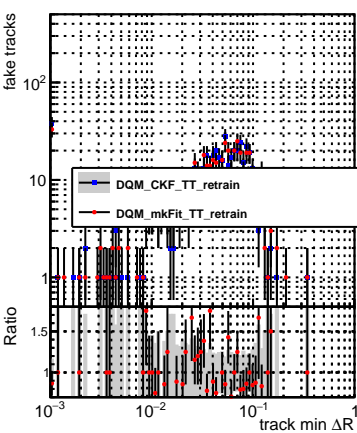 fake tracks
10²
10
1
DQM_CKF_TT_retrain
DQM_mkFit_TT_retrain
Ratio
1.5
1
10⁻³
10⁻²
10⁻¹
1
track min ΔR